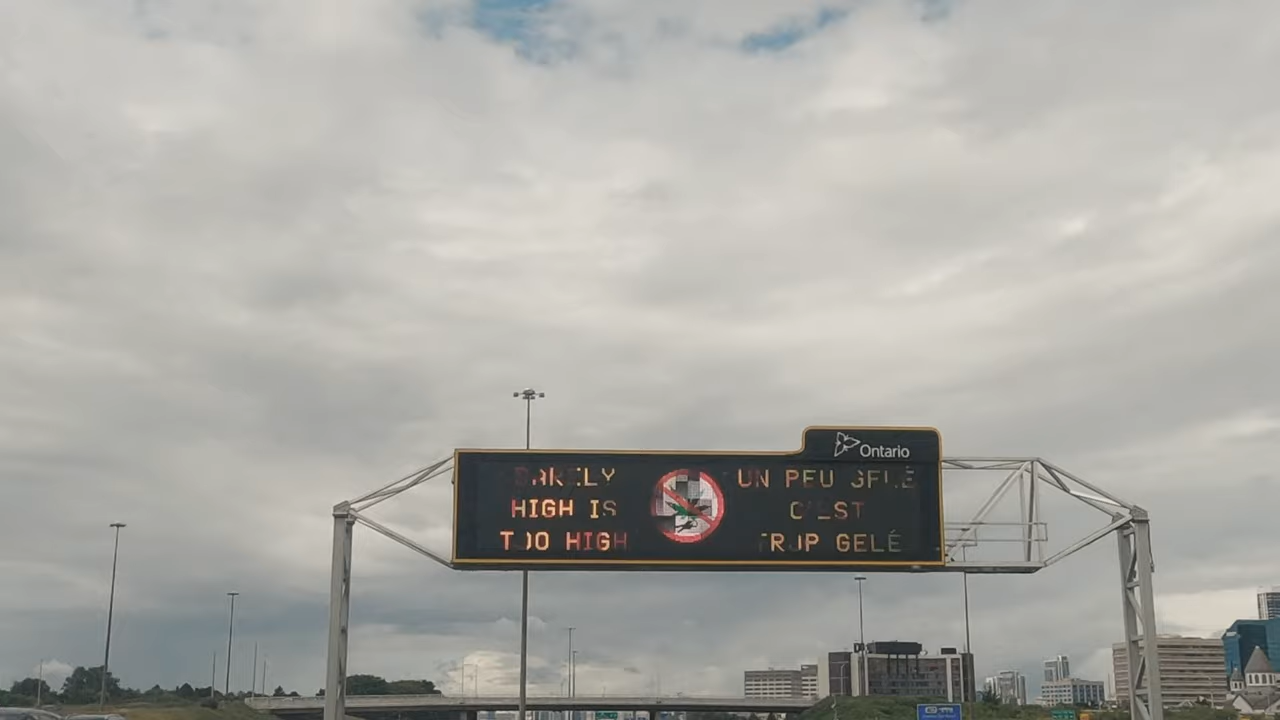 Ontario
BARELY
HIGH IS
TOO HIGH
UN PEU GELÉ
C'EST
TROP GELÉ